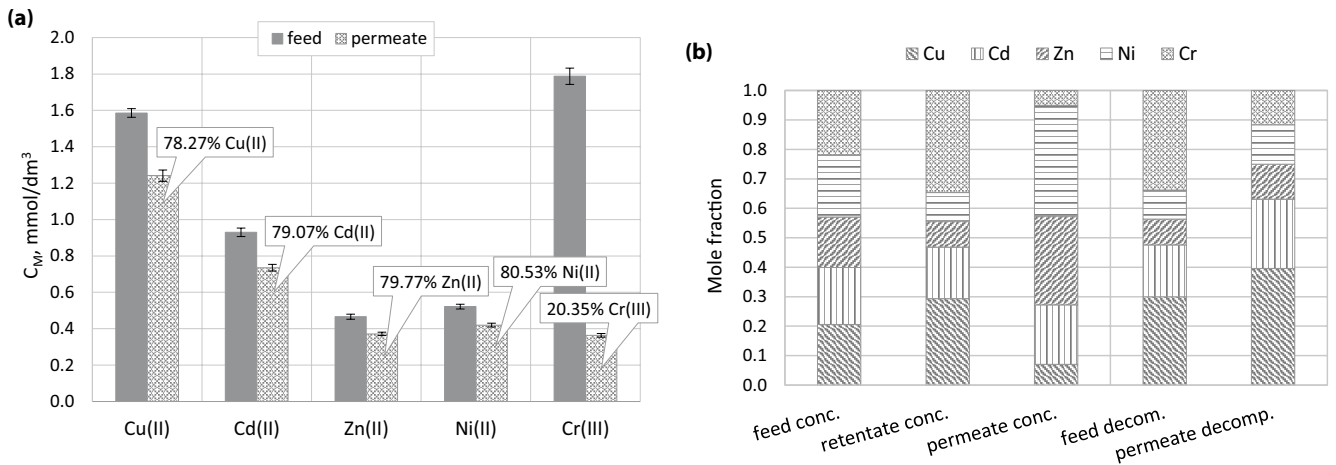 (a)
feed permeate
2.0
1.8
1.6
1.4
1.2
1.0
0.8
0.6
0.4
0.2
0.0
C_M, mmol/dm³
78.27% Cu(II)
79.07% Cd(II)
79.77% Zn(II)
80.53% Ni(II)
20.35% Cr(III)
Cu(II) Cd(II) Zn(II) Ni(II) Cr(III)
(b)
Cu Cd Zn Ni Cr
1.0
0.9
0.8
0.7
0.6
0.5
0.4
0.3
0.2
0.1
0.0
Mole fraction
feed conc.
retentate conc.
permeate conc.
feed decom.
permeate decomp.